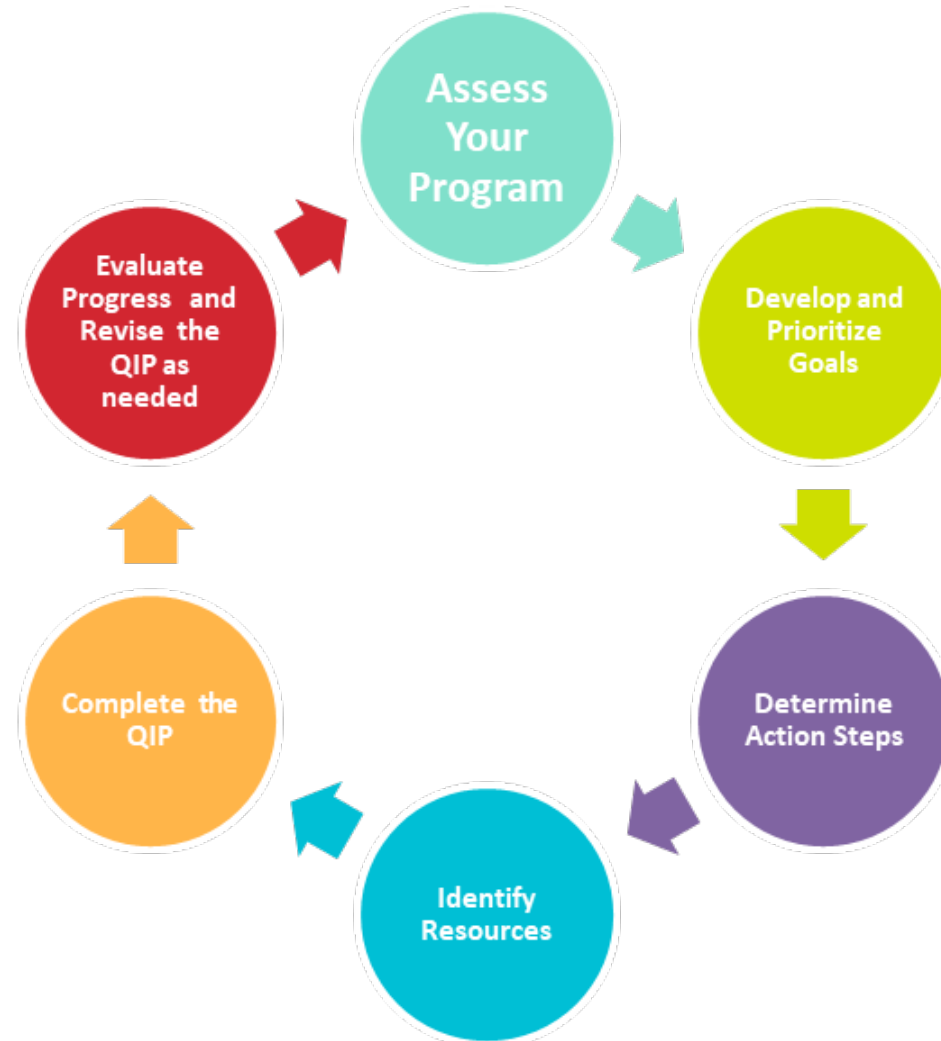 Assess
Your
Program
Develop and
Prioritize
Goals
Determine
Action Steps
Identify
Resources
Complete the
QIP
Evaluate
Progress and
Revise the
QIP as
needed